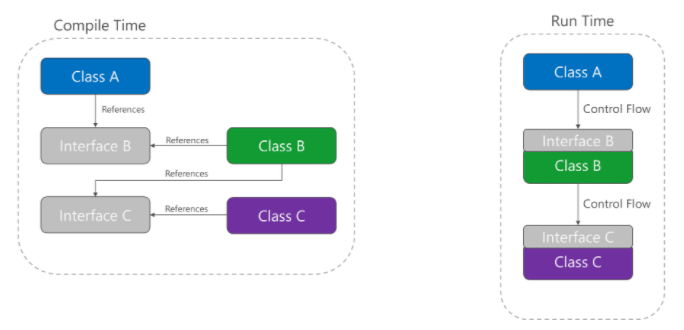 Compile Time
Class A
References
Interface B
References
Class B
References
Interface C
References
Class C
Run Time
Class A
Control Flow
Interface B
Class B
Control Flow
Interface C
Class C